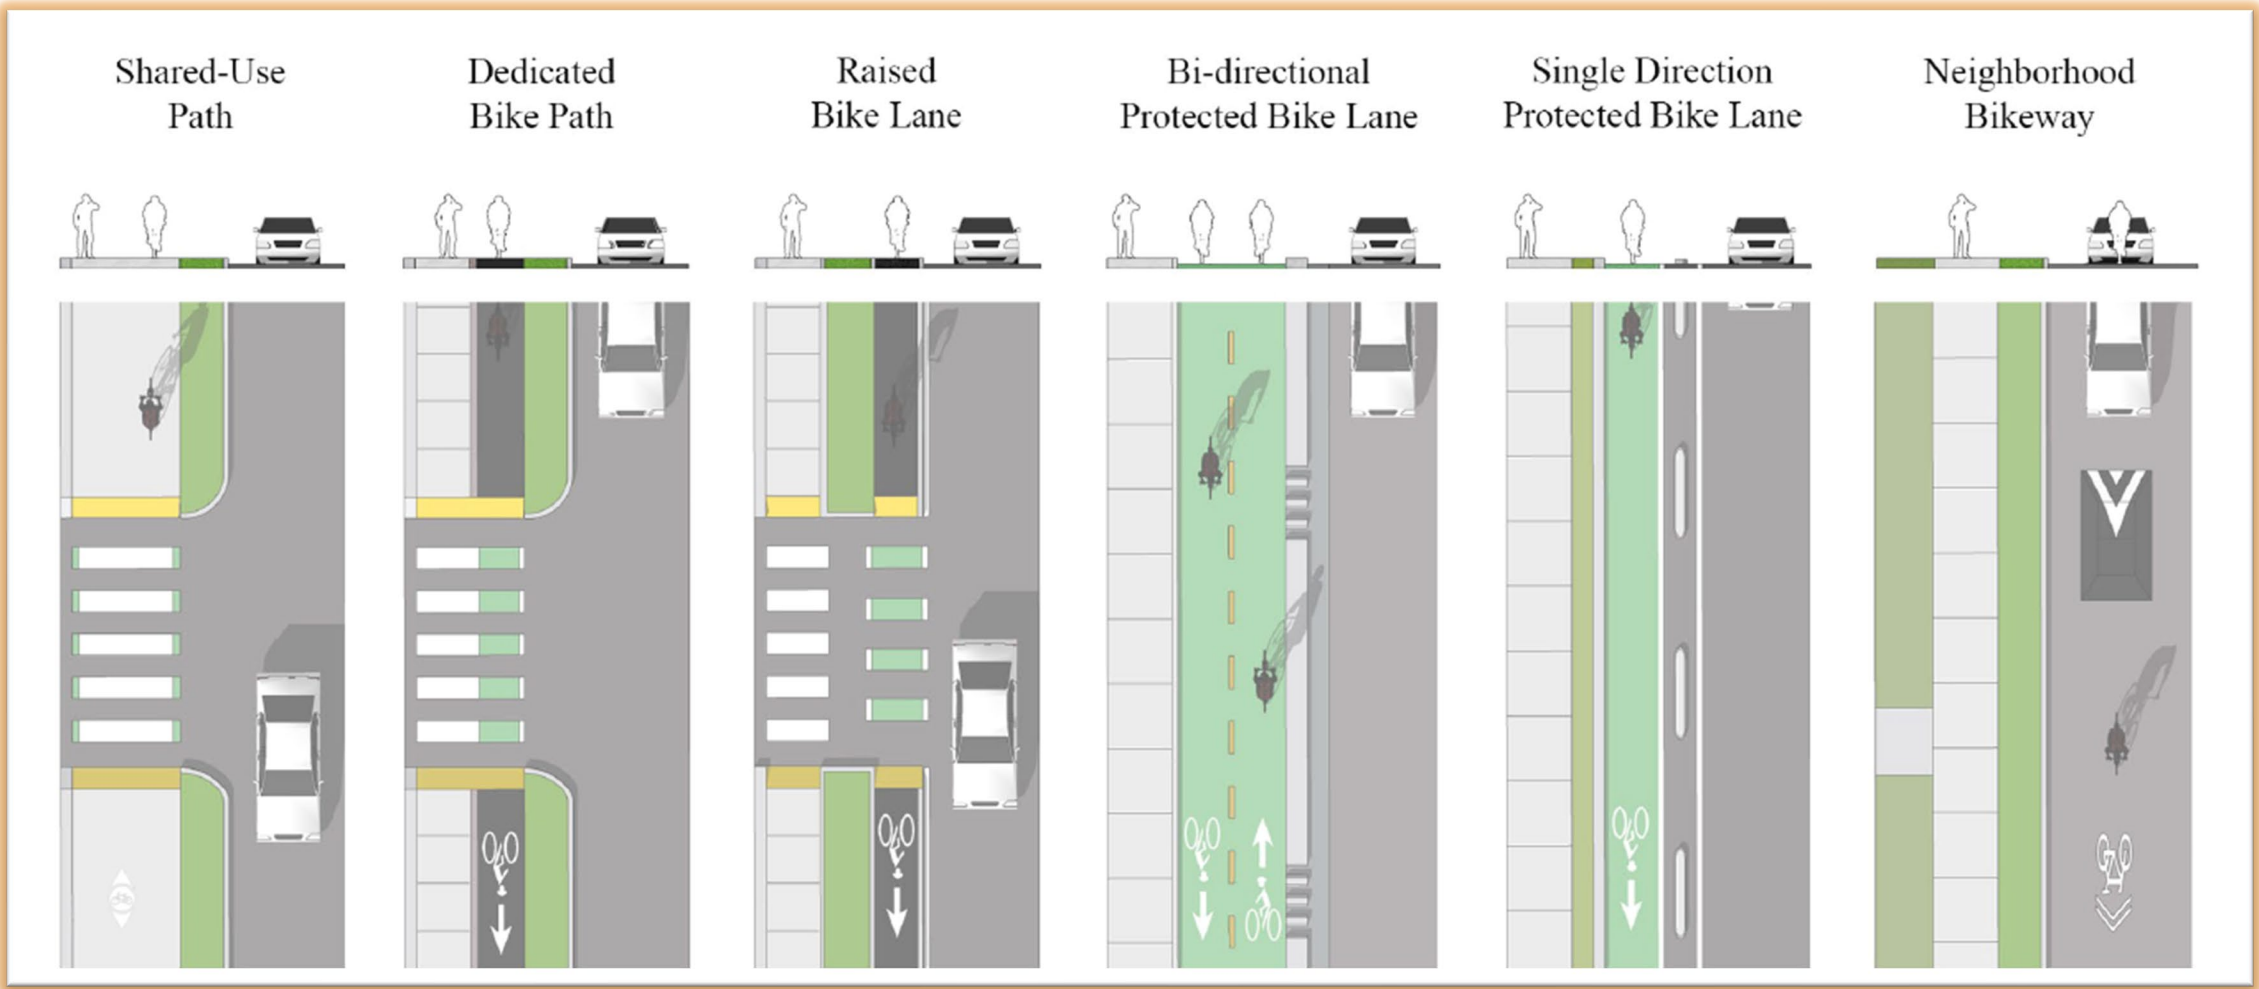 Shared-Use
Path
Dedicated
Bike Path
Raised
Bike Lane
Bi-directional
Protected Bike Lane
Single Direction
Protected Bike Lane
Neighborhood
Bikeway